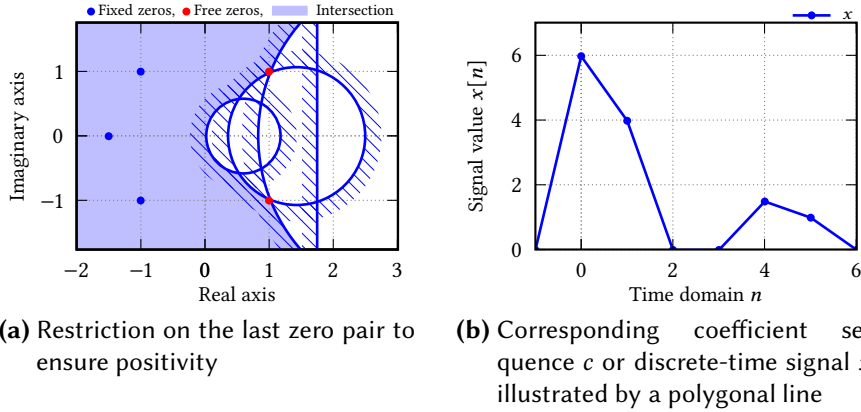 Fixed zeros, Free zeros, Intersection
Imaginary axis
1
0
−1
−2 −1 0 1 2 3
Real axis
(a) Restriction on the last zero pair to
ensure positivity
x
Signal value x[n]
6
4
2
0
0 2 4 6
Time domain n
(b) Corresponding coefficient se-
quence c or discrete-time signal
illustrated by a polygonal line